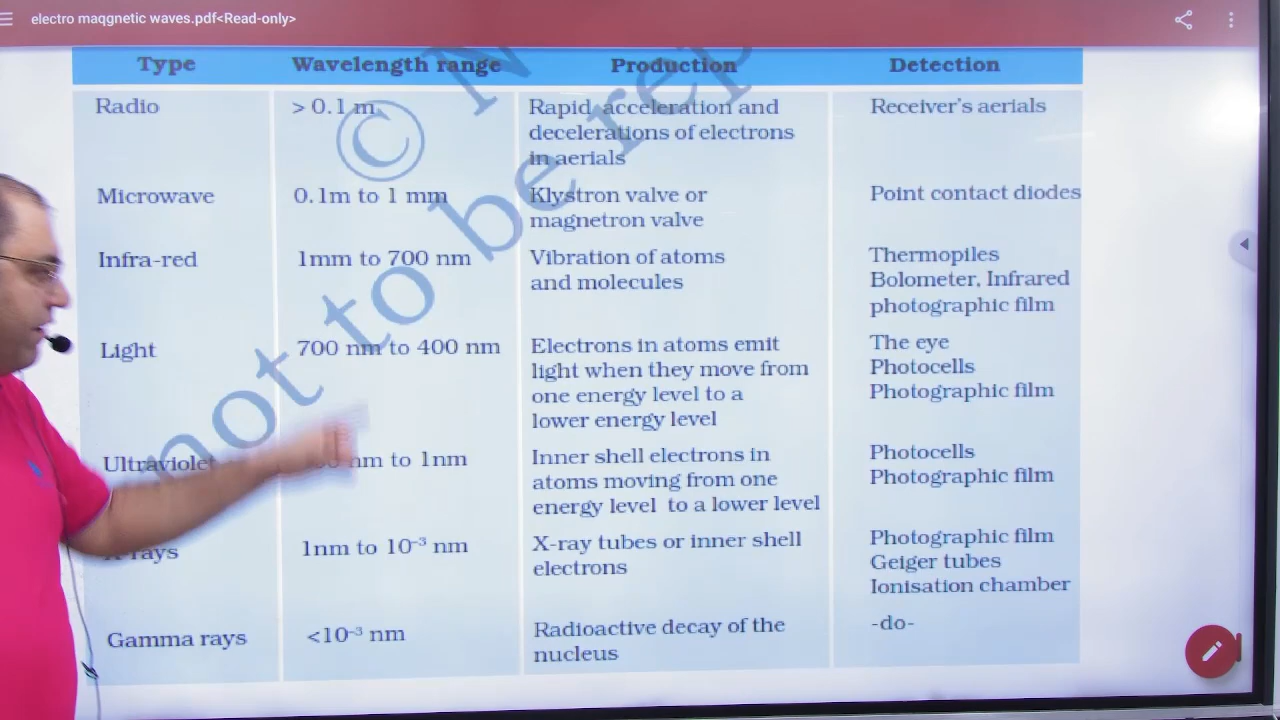 electro maqgnetic waves.pdf<Read-only>
Type Wavelength range Production Detection
Radio > 0.1 m Rapid acceleration and Receiver's aerials
decelerations of electrons
in aerials
Microwave 0.1m to 1 mm Klystron valve or Point contact diodes
magnetron valve
Infra-red 1mm to 700 nm Vibration of atoms Thermopiles
and molecules Bolometer, Infrared
photographic film
Light 700 nm to 400 nm Electrons in atoms emit The eye
light when they move from Photocells
one energy level to a Photographic film
lower energy level
Ultraviolet nm to 1nm Inner shell electrons in Photocells
atoms moving from one Photographic film
energy level to a lower level
X-rays 1nm to 10⁻³ nm X-ray tubes or inner shell Photographic film
electrons Geiger tubes
Ionisation chamber
Gamma rays <10⁻³ nm Radioactive decay of the -do-
nucleus
© N
not to be rep